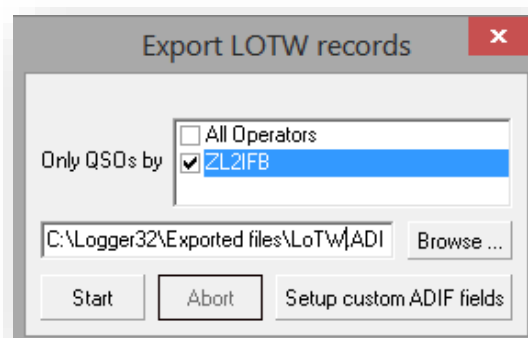 Export LOTW records
x
All Operators
Only QSOs by
ZL2IFB
C:\Logger32\Exported files\LoTW.ADI
Browse ...
Start
Abort
Setup custom ADIF fields